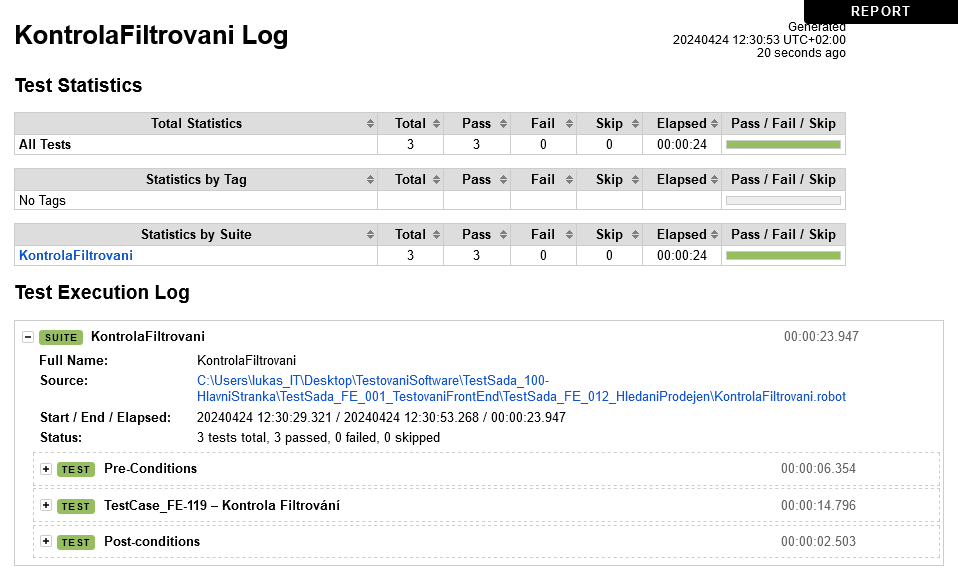 REPORT
KontrolaFiltrovani Log
Generated
20240424 12:30:53 UTC+02:00
20 seconds ago
Test Statistics
Total Statistics Total Pass Fail Skip Elapsed Pass / Fail / Skip
All Tests 3 3 0 0 00:00:24
Statistics by Tag Total Pass Fail Skip Elapsed Pass / Fail / Skip
No Tags
Statistics by Suite Total Pass Fail Skip Elapsed Pass / Fail / Skip
KontrolaFiltrovani 3 3 0 0 00:00:24
Test Execution Log
SUITE KontrolaFiltrovani 00:00:23.947
Full Name: KontrolaFiltrovani
Source: C:\Users\lukas_IT\Desktop\TestovaniSoftware\TestSada_100-
HlavniStranka\TestSada_FE_001_TestovaniFrontEnd\TestSada_FE_012_HledaniProdejen\KontrolaFiltrovani.robot
Start / End / Elapsed: 20240424 12:30:29.321 / 20240424 12:30:53.268 / 00:00:23.947
Status: 3 tests total, 3 passed, 0 failed, 0 skipped
TEST Pre-Conditions 00:00:06.354
TEST TestCase_FE-119 – Kontrola Filtrování 00:00:14.796
TEST Post-conditions 00:00:02.503